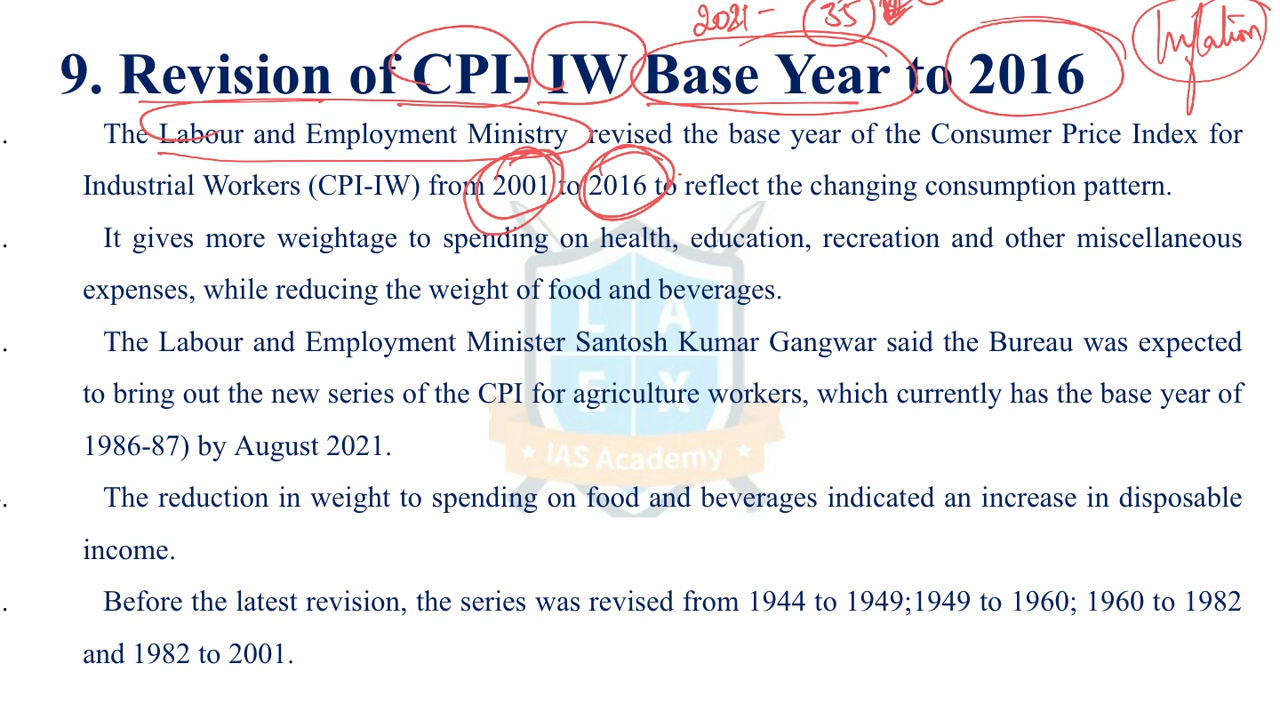 2021 - 35
Inflation
9. Revision of CPI- IW Base Year to 2016
. The Labour and Employment Ministry revised the base year of the Consumer Price Index for
Industrial Workers (CPI-IW) from 2001 to 2016 to reflect the changing consumption pattern.
. It gives more weightage to spending on health, education, recreation and other miscellaneous
expenses, while reducing the weight of food and beverages.
. The Labour and Employment Minister Santosh Kumar Gangwar said the Bureau was expected
to bring out the new series of the CPI for agriculture workers, which currently has the base year of
1986-87) by August 2021.
. The reduction in weight to spending on food and beverages indicated an increase in disposable
income.
. Before the latest revision, the series was revised from 1944 to 1949;1949 to 1960; 1960 to 1982
and 1982 to 2001.
L A
E X
IAS Academy